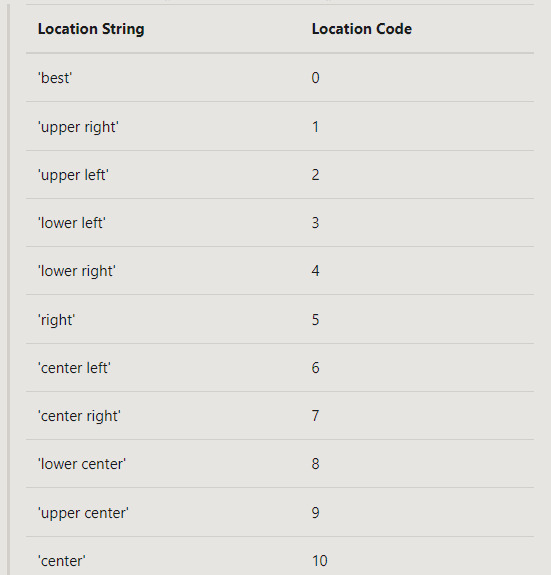 Location String Location Code
'best' 0
'upper right' 1
'upper left' 2
'lower left' 3
'lower right' 4
'right' 5
'center left' 6
'center right' 7
'lower center' 8
'upper center' 9
'center' 10